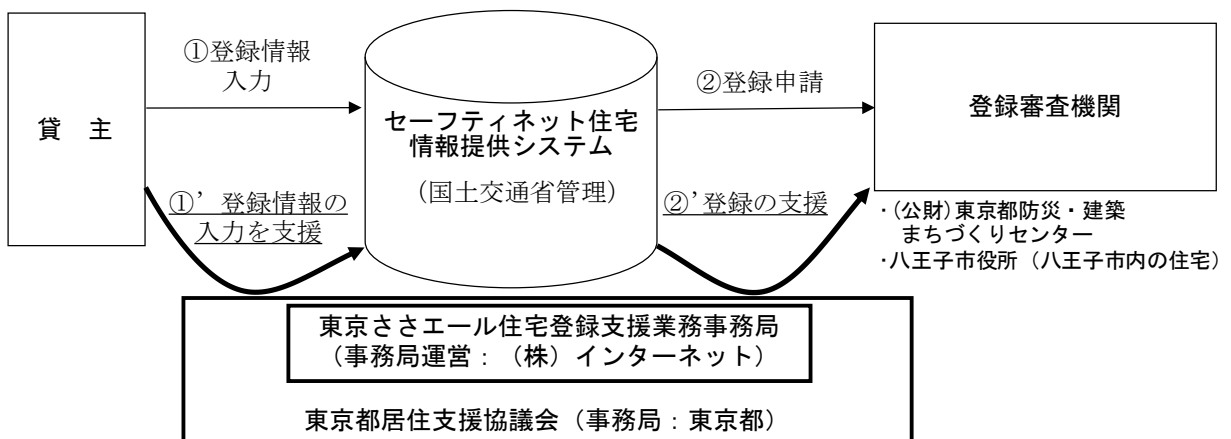 貸　主
①登録情報
入力
①’ 登録情報の
入力を支援
セーフティネット住宅
情報提供システム
（国土交通省管理）
②登録申請
②’登録の支援
登録審査機関
・(公財)東京都防災・建築
まちづくりセンター
・八王子市役所（八王子市内の住宅）
東京ささエール住宅登録支援業務事務局
（事務局運営：（株）インターネット）
東京都居住支援協議会（事務局：東京都）